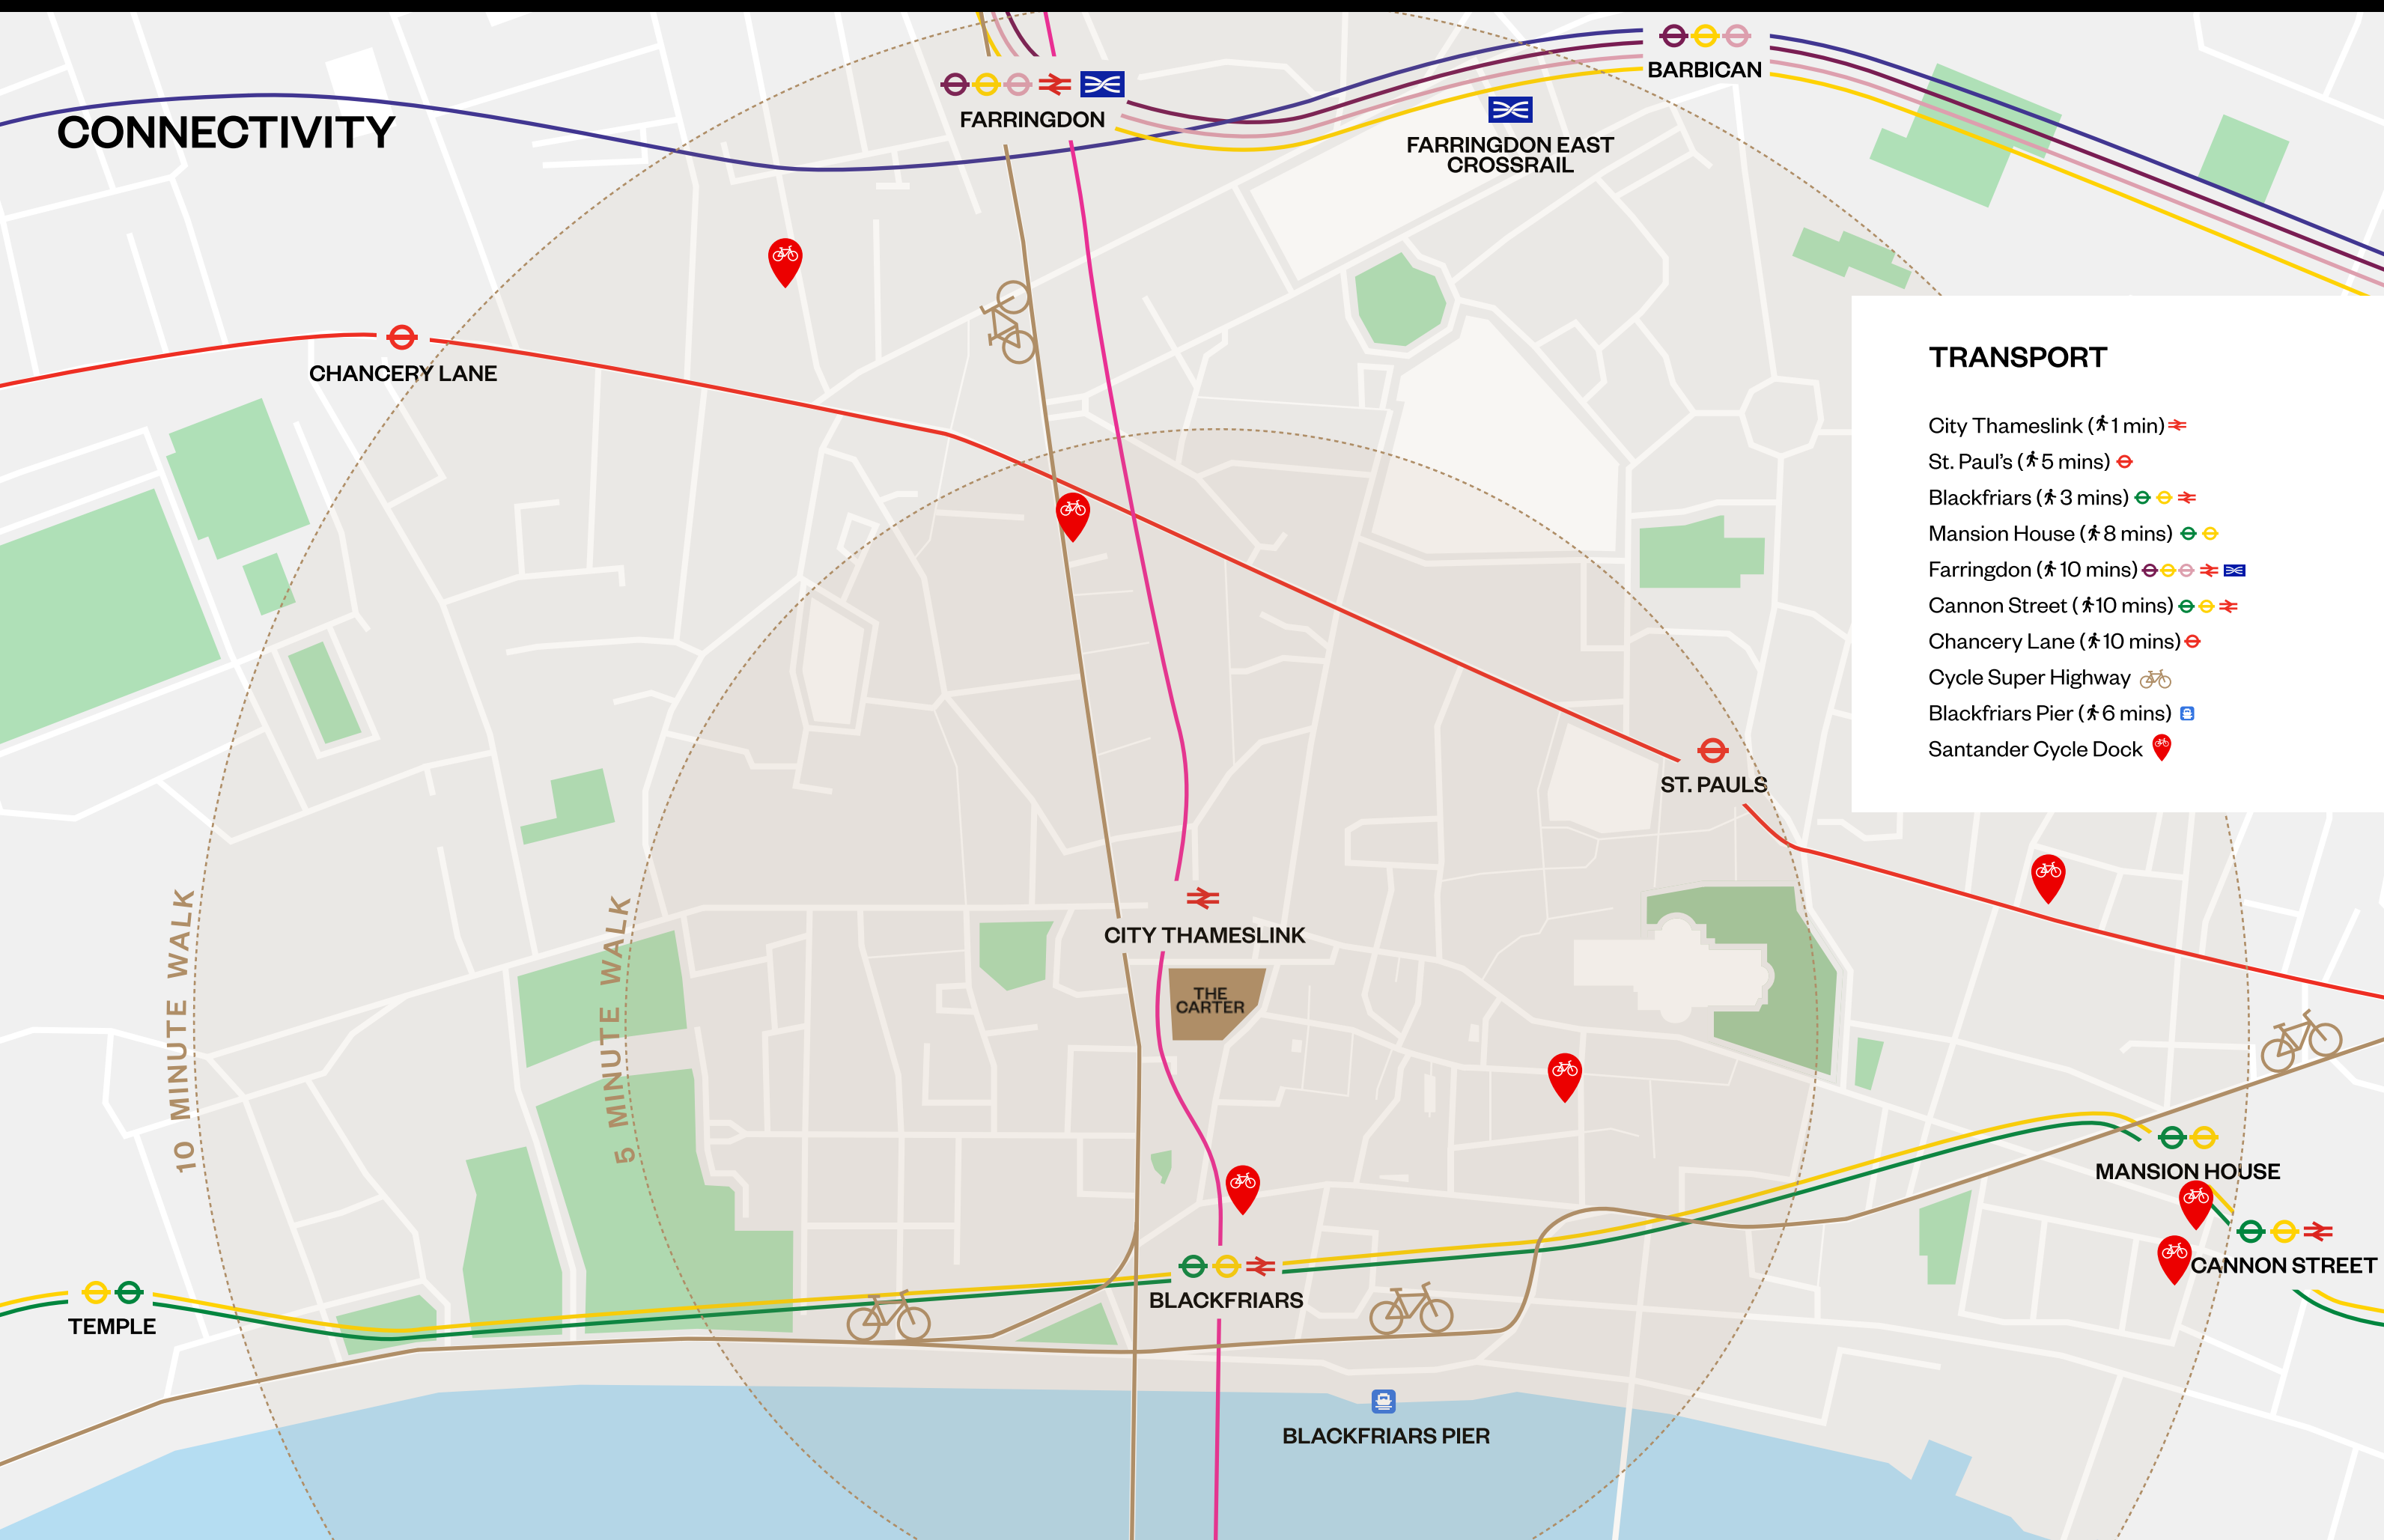 BARBICAN
FARRINGDON
CONNECTIVITY
FARRINGDON EAST
CROSSRAIL
CHANCERY LANE
TRANSPORT
City Thameslink (1 min)
St. Paul's (5 mins)
Blackfriars (3 mins)
Mansion House (8 mins)
Farringdon (10 mins)
Cannon Street (10 mins)
Chancery Lane (10 mins)
Cycle Super Highway
Blackfriars Pier (6 mins)
Santander Cycle Dock
ST. PAULS
10 MINUTE WALK
5 MINUTE WALK
CITY THAMESLINK
THE
CARTER
MANSION HOUSE
CANNON STREET
BLACKFRIARS
TEMPLE
BLACKFRIARS PIER